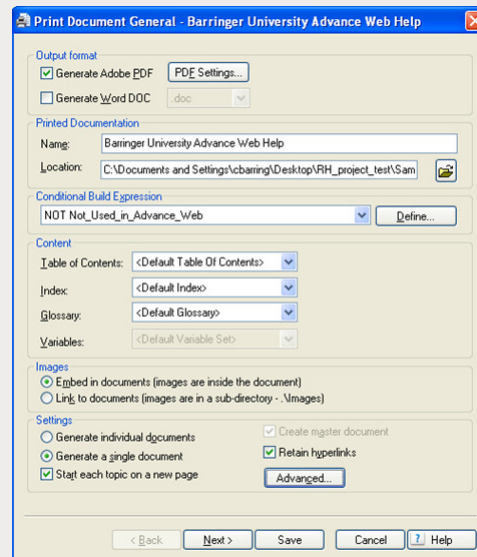 Print Document General - Barringer University Advance Web Help
Output format
Generate Adobe PDF PDF Settings...
Generate Word DOC .doc
Printed Documentation
Name: Barringer University Advance Web Help
Location: C:\Documents and Settings\cbarring\Desktop\RH_project_test\Sam
Conditional Build Expression
NOT Not_Used_in_Advance_Web Define...
Content
Table of Contents: <Default Table Of Contents>
Index: <Default Index>
Glossary: <Default Glossary>
Variables: <Default Variable Set>
Images
Embed in documents (images are inside the document)
Link to documents (images are in a sub-directory - .\Images)
Settings
Generate individual documents Create master document
Generate a single document Retain hyperlinks
Start each topic on a new page Advanced...
< Back Next > Save Cancel ? Help